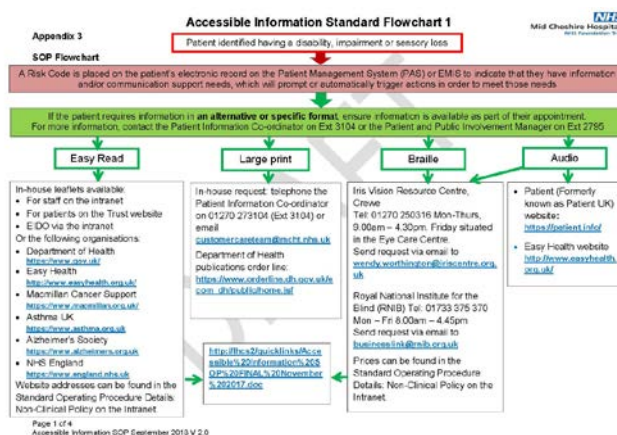 Accessible Information Standard Flowchart 1
NHS
Mid Cheshire Hospitals
NHS Foundation Trust
Appendix 3
SOP Flowchart
Patient identified having a disability, impairment or sensory loss
A Risk Code is placed on the patient's electronic record on the Patient Management System (PAS) or EMIS to indicate that they have information
and/or communication support needs, which will prompt or automatically trigger actions in order to meet those needs
If the patient requires information in an alternative or specific format, ensure information is available as part of their appointment.
For more information, contact the Patient Information Co-ordinator on Ext 3104 or the Patient and Public Involvement Manager on Ext 2795
Easy Read
In-house leaflets available:
• For staff on the intranet
• For patients on the Trust website
• EIDO via the intranet
Or the following organisations:
• Department of Health
https://www.gov.uk/
• Easy Health
http://www.easyhealth.org.uk/
• Macmillan Cancer Support
https://www.macmillan.org.uk/
• Asthma UK
https://www.asthma.org.uk
• Alzheimer's Society
https://www.alzheimers.org.uk
• NHS England
https://www.england.nhs.uk
Website addresses can be found in the
Standard Operating Procedure Details:
Non-Clinical Policy on the Intranet
Large print
In-house request: telephone the
Patient Information Co-ordinator
on 01270 273104 (Ext 3104) or
email
customercareteam@mcht.nhs.uk
Department of Health
publications order line:
https://www.orderline.dh.gov.uk/e
com_dh/public/home.jsf
Braille
Iris Vision Resource Centre,
Crewe
Tel: 01270 250316 Mon-Thurs,
9.00am – 4.30pm. Friday situated
in the Eye Care Centre.
Send request via email to
wendy.worthington@iriscentre.org.
uk
Royal National Institute for the
Blind (RNIB) Tel: 01733 375 370
Mon – Fri 8.00am – 4.45pm
Send request via email to
businesslink@rnib.org.uk
Prices can be found in the
Standard Operating Procedure
Details: Non-Clinical Policy on the
Intranet.
Audio
• Patient (Formerly
known as Patient UK)
website:
https://patient.info/
• Easy Health website
http://www.easyhealth.
org.uk/
/quicklinks/Acce
ssible%20Information%20S
OP%20FINAL%20November
%202017.doc
Page 1 of 4
Accessible Information SOP September 2018 V 2.0